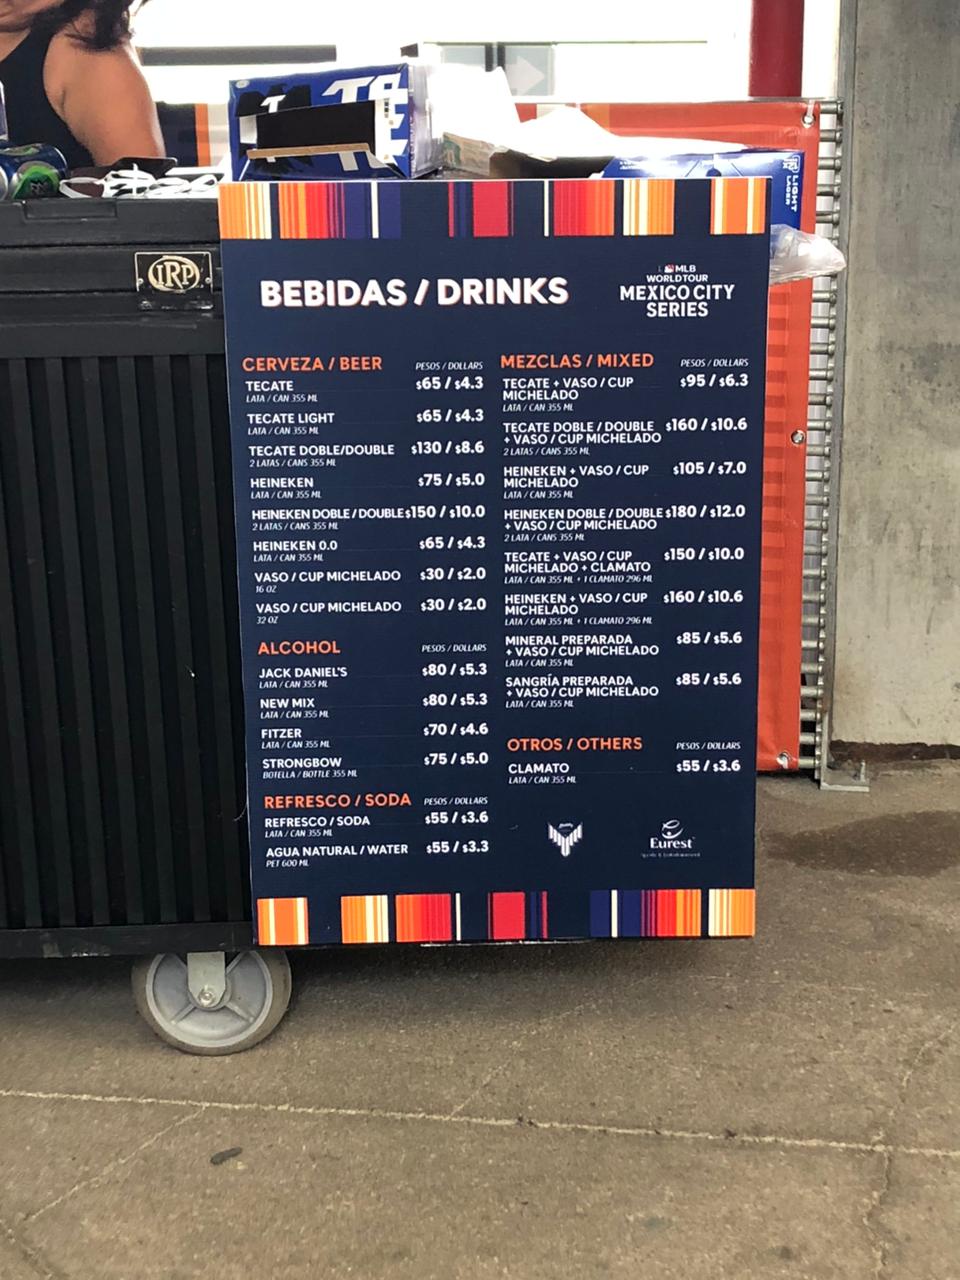 TA
TE
LIGHT
LAGER
IRP
BEBIDAS / DRINKS
MLB
WORLD TOUR
MEXICO CITY
SERIES
CERVEZA / BEER PESOS / DOLLARS
TECATE $65 / $4.3
LATA / CAN 355 ML
TECATE LIGHT $65 / $4.3
LATA / CAN 355 ML
TECATE DOBLE/DOUBLE $130 / $8.6
2 LATAS / CANS 355 ML
HEINEKEN $75 / $5.0
LATA / CAN 355 ML
HEINEKEN DOBLE / DOUBLE $150 / $10.0
2 LATAS / CANS 355 ML
HEINEKEN 0.0 $65 / $4.3
LATA / CAN 355 ML
VASO / CUP MICHELADO $30 / $2.0
16 OZ
VASO / CUP MICHELADO $30 / $2.0
32 OZ
ALCOHOL PESOS / DOLLARS
JACK DANIEL'S $80 / $5.3
LATA / CAN 355 ML
NEW MIX $80 / $5.3
LATA / CAN 355 ML
FITZER $70 / $4.6
LATA / CAN 355 ML
STRONGBOW $75 / $5.0
BOTELLA / BOTTLE 355 ML
REFRESCO / SODA PESOS / DOLLARS
REFRESCO / SODA $55 / $3.6
LATA / CAN 355 ML
AGUA NATURAL / WATER $55 / $3.3
PET 600 ML
MEZCLAS / MIXED PESOS / DOLLARS
TECATE + VASO / CUP $95 / $6.3
MICHELADO
LATA / CAN 355 ML
TECATE DOBLE / DOUBLE $160 / $10.6
+ VASO / CUP MICHELADO
2 LATAS / CANS 355 ML
HEINEKEN + VASO / CUP $105 / $7.0
MICHELADO
LATA / CAN 355 ML
HEINEKEN DOBLE / DOUBLE $180 / $12.0
+ VASO / CUP MICHELADO
2 LATA / CANS 355 ML
TECATE + VASO / CUP $150 / $10.0
MICHELADO + CLAMATO
LATA / CAN 355 ML + 1 CLAMATO 296 ML
HEINEKEN + VASO / CUP $160 / $10.6
MICHELADO
LATA / CAN 355 ML + 1 CLAMATO 296 ML
MINERAL PREPARADA $85 / $5.6
+ VASO / CUP MICHELADO
LATA / CAN 355 ML
SANGRÍA PREPARADA $85 / $5.6
+ VASO / CUP MICHELADO
LATA / CAN 355 ML
OTROS / OTHERS PESOS / DOLLARS
CLAMATO $55 / $3.6
LATA / CAN 355 ML
Eurest